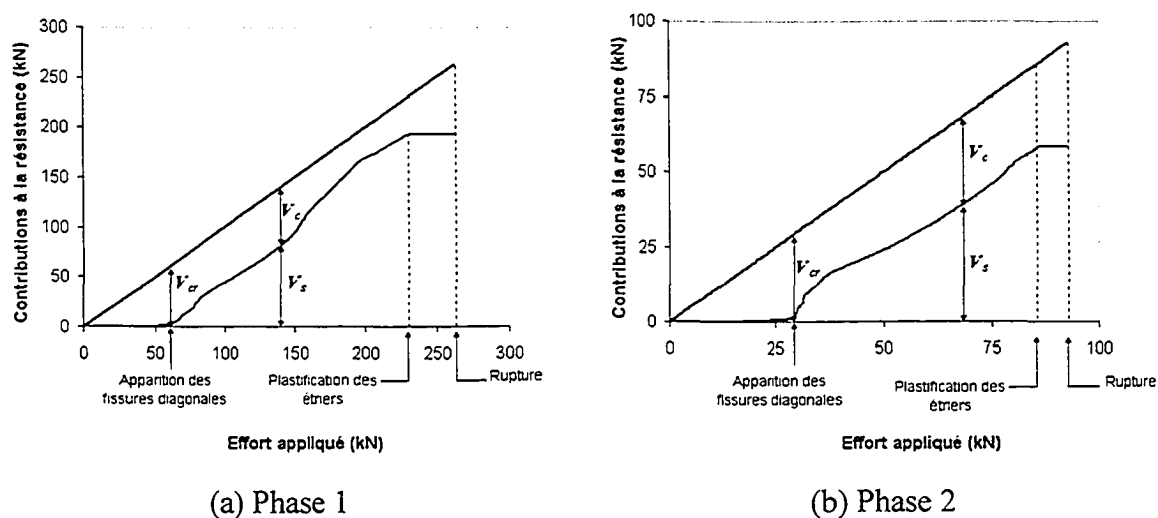 Contributions à la résistance (kN)
300
250
200
150
100
50
0
V_cr
V_c
V_s
0 50 100 150 200 250 300
Apparition des
fissures diagonales
Plastification des
étriers
Rupture
Effort appliqué (kN)
(a) Phase 1
Contributions à la résistance (kN)
100
75
50
25
0
V_cr
V_c
V_s
0 25 50 75 100
Apparition des
fissures diagonales
Plastification des
étriers
Rupture
Effort appliqué (kN)
(b) Phase 2